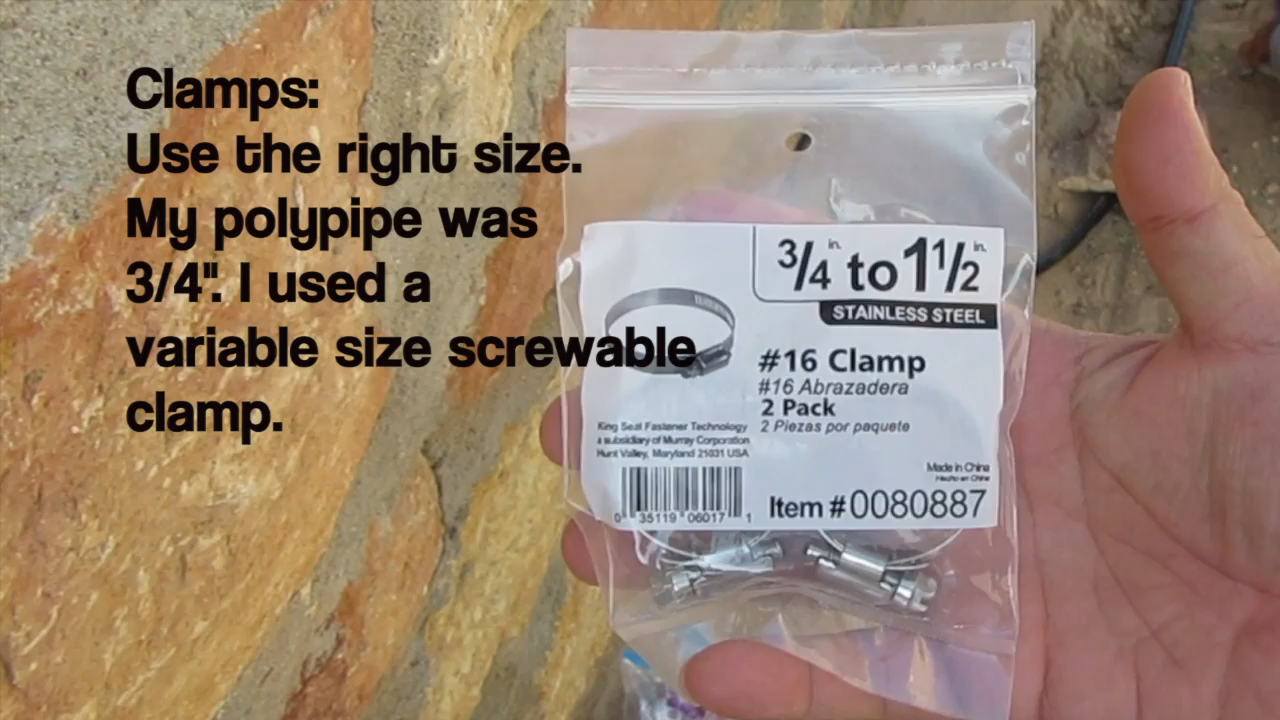 Clamps:
Use the right size.
My polypipe was
3/4". I used a
variable size screwable
clamp.
3/4 in. to 1 1/2 in.
STAINLESS STEEL
#16 Clamp
#16 Abrazadera
2 Pack
2 Piezas por paquete
King Seal Fastener Technology
a subsidiary of Murray Corporation
Hunt Valley, Maryland 21031 USA
Made in China
Hecho en China
0 35119 06017 1
Item #0080887